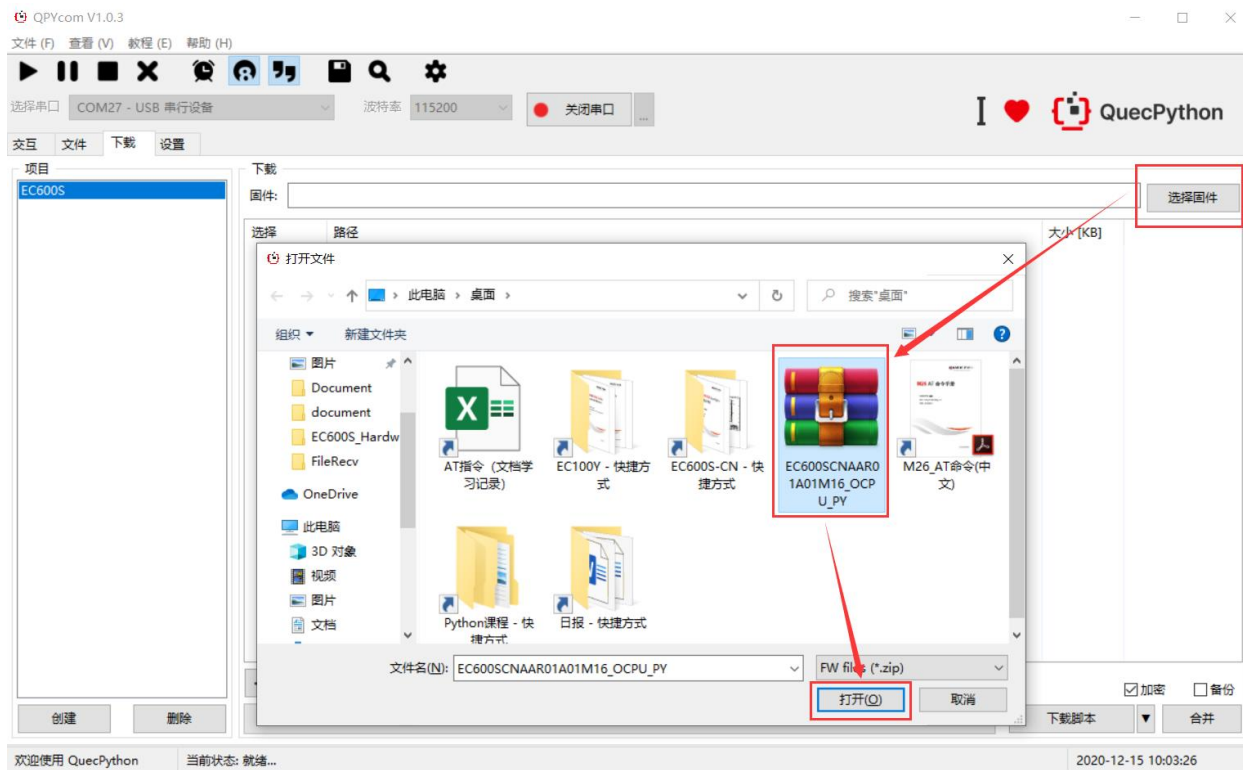 QPYcom V1.0.3
文件 (F) 查看 (V) 教程 (E) 帮助 (H)
选择串口 COM27 - USB 串行设备 波特率 115200 关闭串口 ...
I QuecPython
交互 文件 下载 设置
项目
EC600S
下载
固件: 选择固件
选择 路径 大小 [KB]
打开文件
此电脑 › 桌面 ›
搜索"桌面"
组织 新建文件夹
图片
Document
document
EC600S_Hardw
FileRecv
OneDrive
此电脑
3D 对象
视频
图片
文档
AT指令（文档学
习记录）
EC100Y - 快捷方
式
EC600S-CN - 快
捷方式
EC600SCNAAR0
1A01M16_OCP
U_PY
M26_AT命令(中
文)
Python课程 - 快
捷方式
日报 - 快捷方式
文件名(N): EC600SCNAAR01A01M16_OCPU_PY FW files (*.zip)
打开(O) 取消
加密 备份
创建 删除 下载脚本 合并
欢迎使用 QuecPython 当前状态: 就绪... 2020-12-15 10:03:26